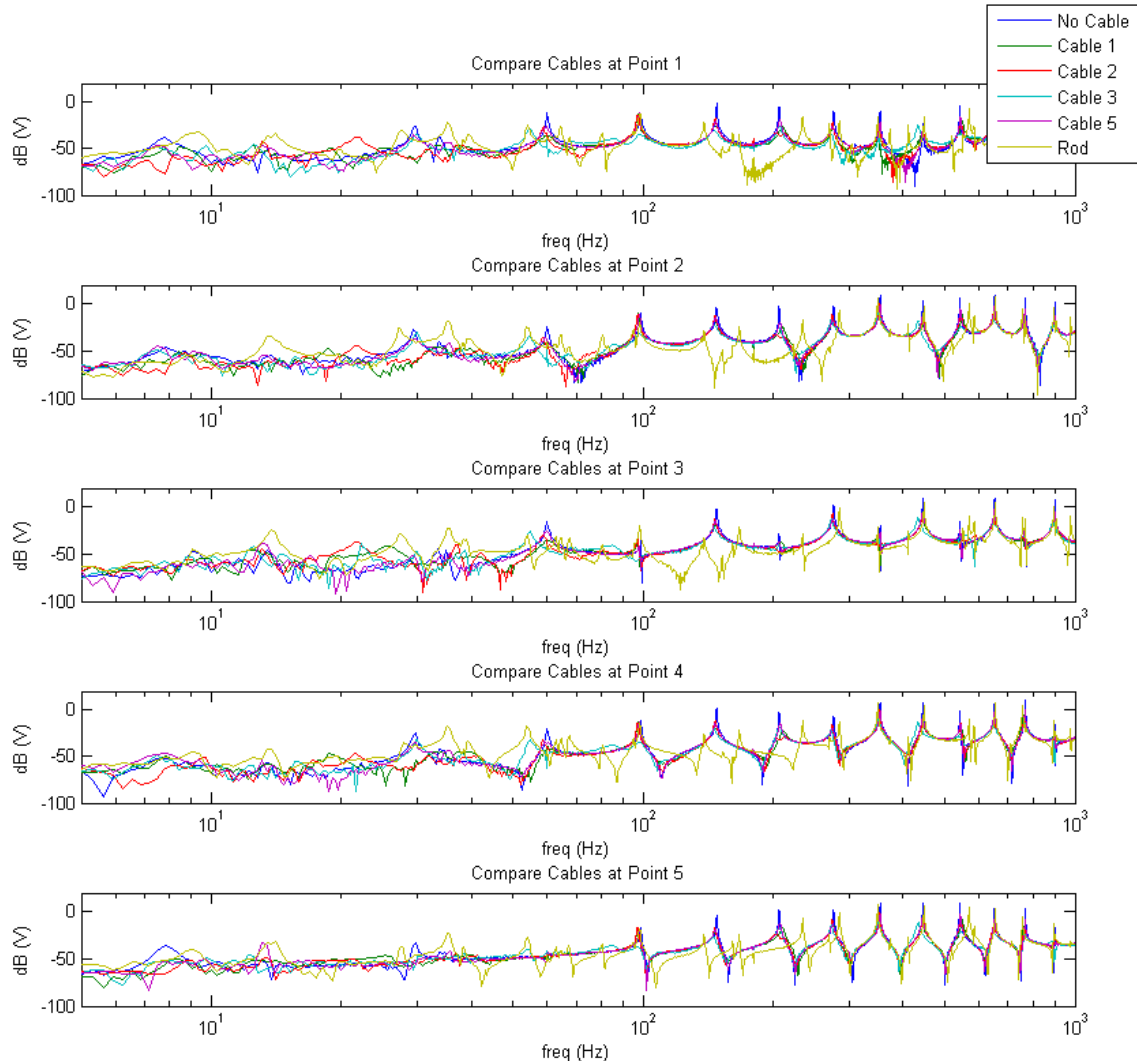 No Cable
Cable 1
Cable 2
Cable 3
Cable 5
Rod
Compare Cables at Point 1
dB (V)
0
-50
-100
10^1
10^2
10^3
freq (Hz)
Compare Cables at Point 2
dB (V)
0
-50
-100
10^1
10^2
10^3
freq (Hz)
Compare Cables at Point 3
dB (V)
0
-50
-100
10^1
10^2
10^3
freq (Hz)
Compare Cables at Point 4
dB (V)
0
-50
-100
10^1
10^2
10^3
freq (Hz)
Compare Cables at Point 5
dB (V)
0
-50
-100
10^1
10^2
10^3
freq (Hz)